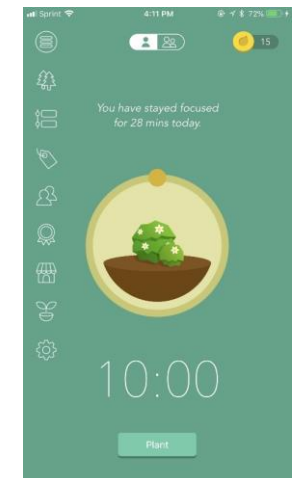 Sprint 4:11 PM 72%
15
You have stayed focused
for 28 mins today.
10:00
Plant